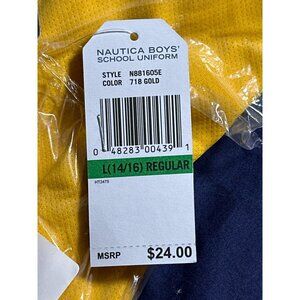 NAUTICA BOYS'
SCHOOL UNIFORM
STYLE N881605E
COLOR 718 GOLD
0 48283 00439 1
L(14/16) REGULAR
MSRP $24.00